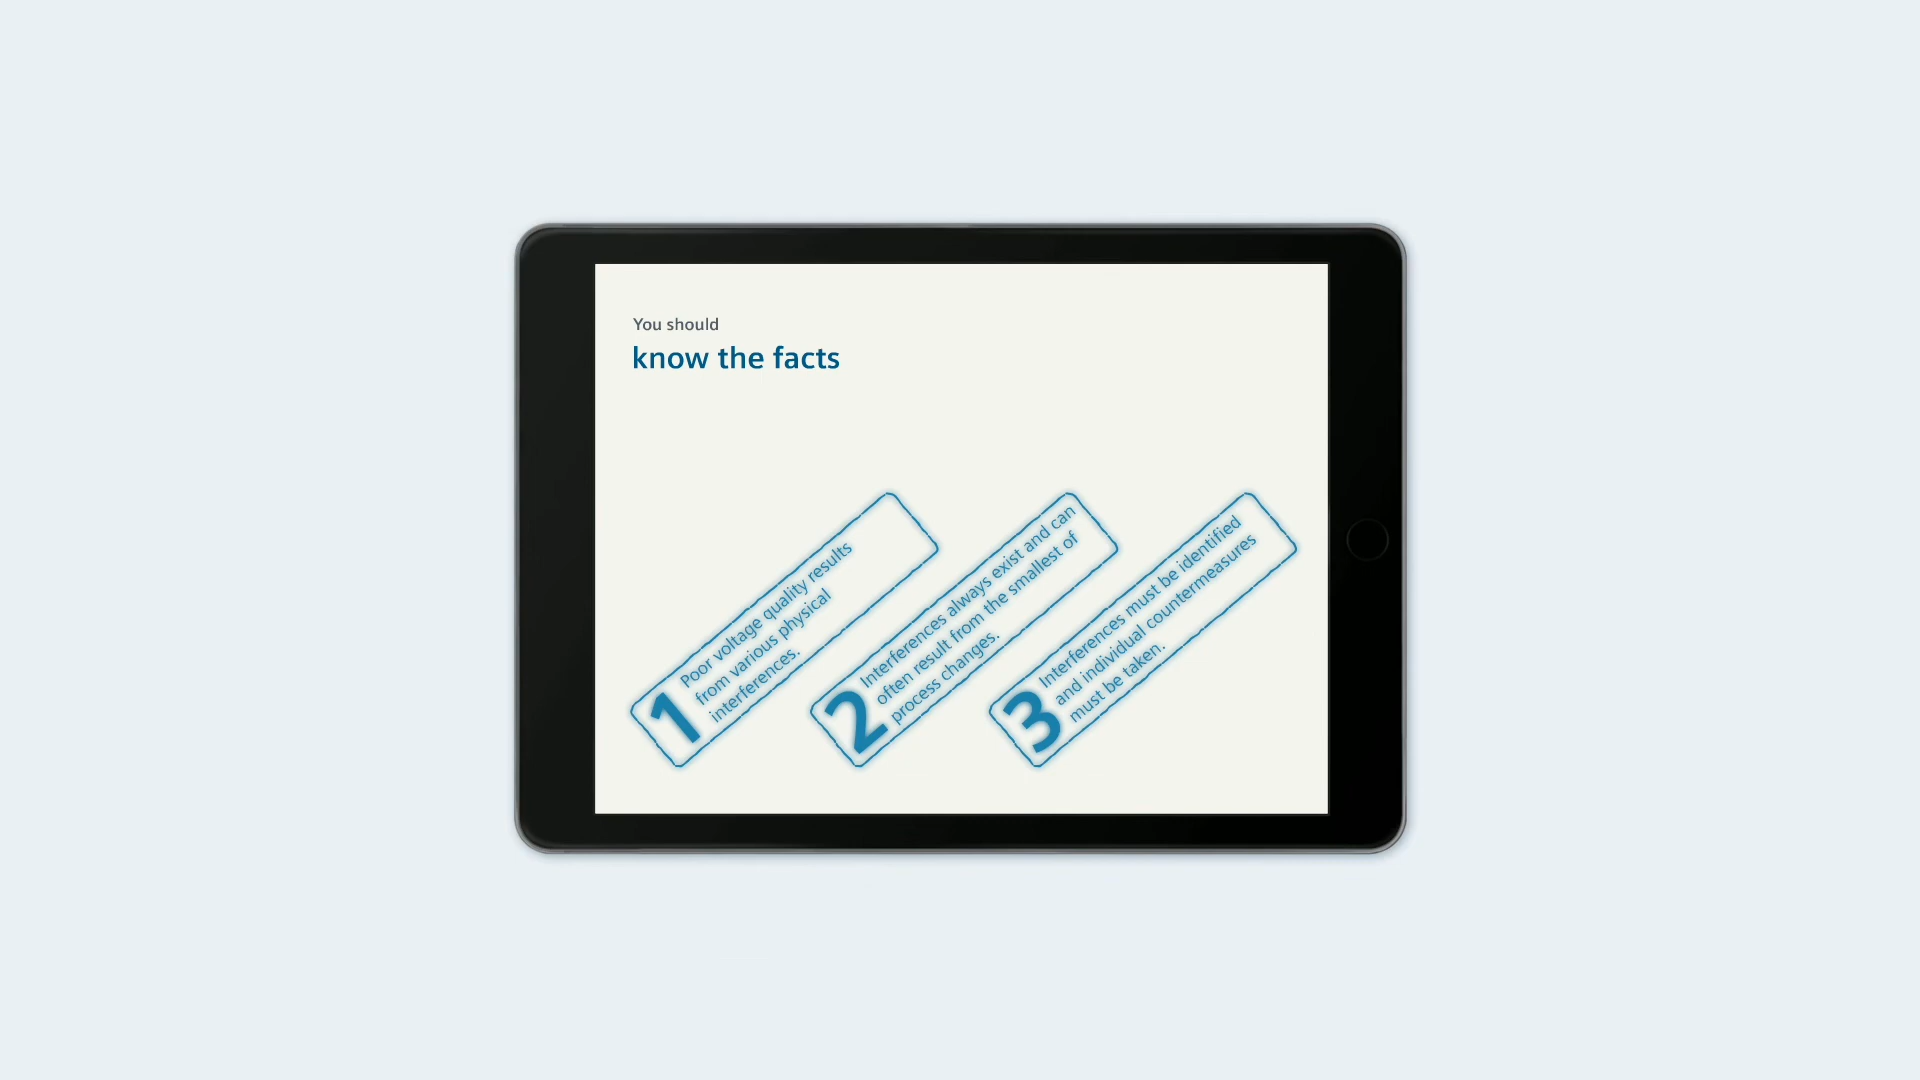 You should
know the facts
1
Poor voltage quality results
from various physical
interferences.
2
Interferences always exist and can
often result from the smallest of
process changes.
3
Interferences must be identified
and individual countermeasures
must be taken.